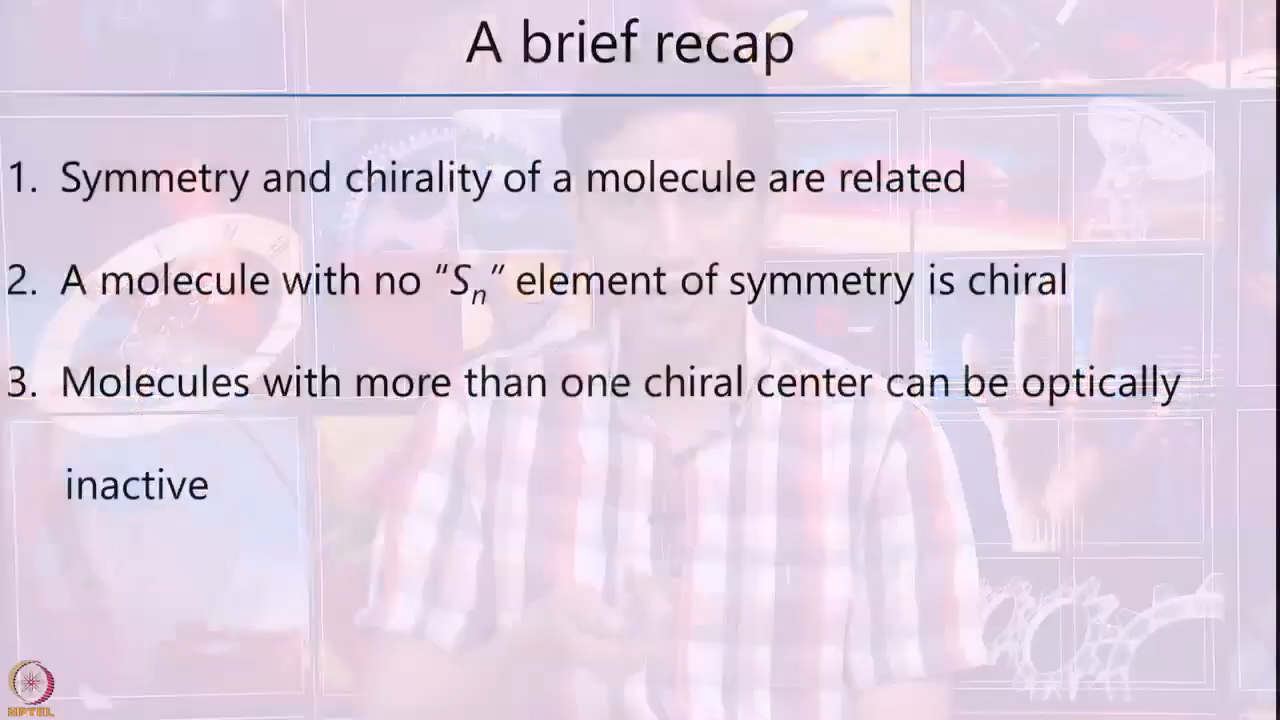 A brief recap
1. Symmetry and chirality of a molecule are related
2. A molecule with no “Sn” element of symmetry is chiral
3. Molecules with more than one chiral center can be optically
inactive
NPTEL